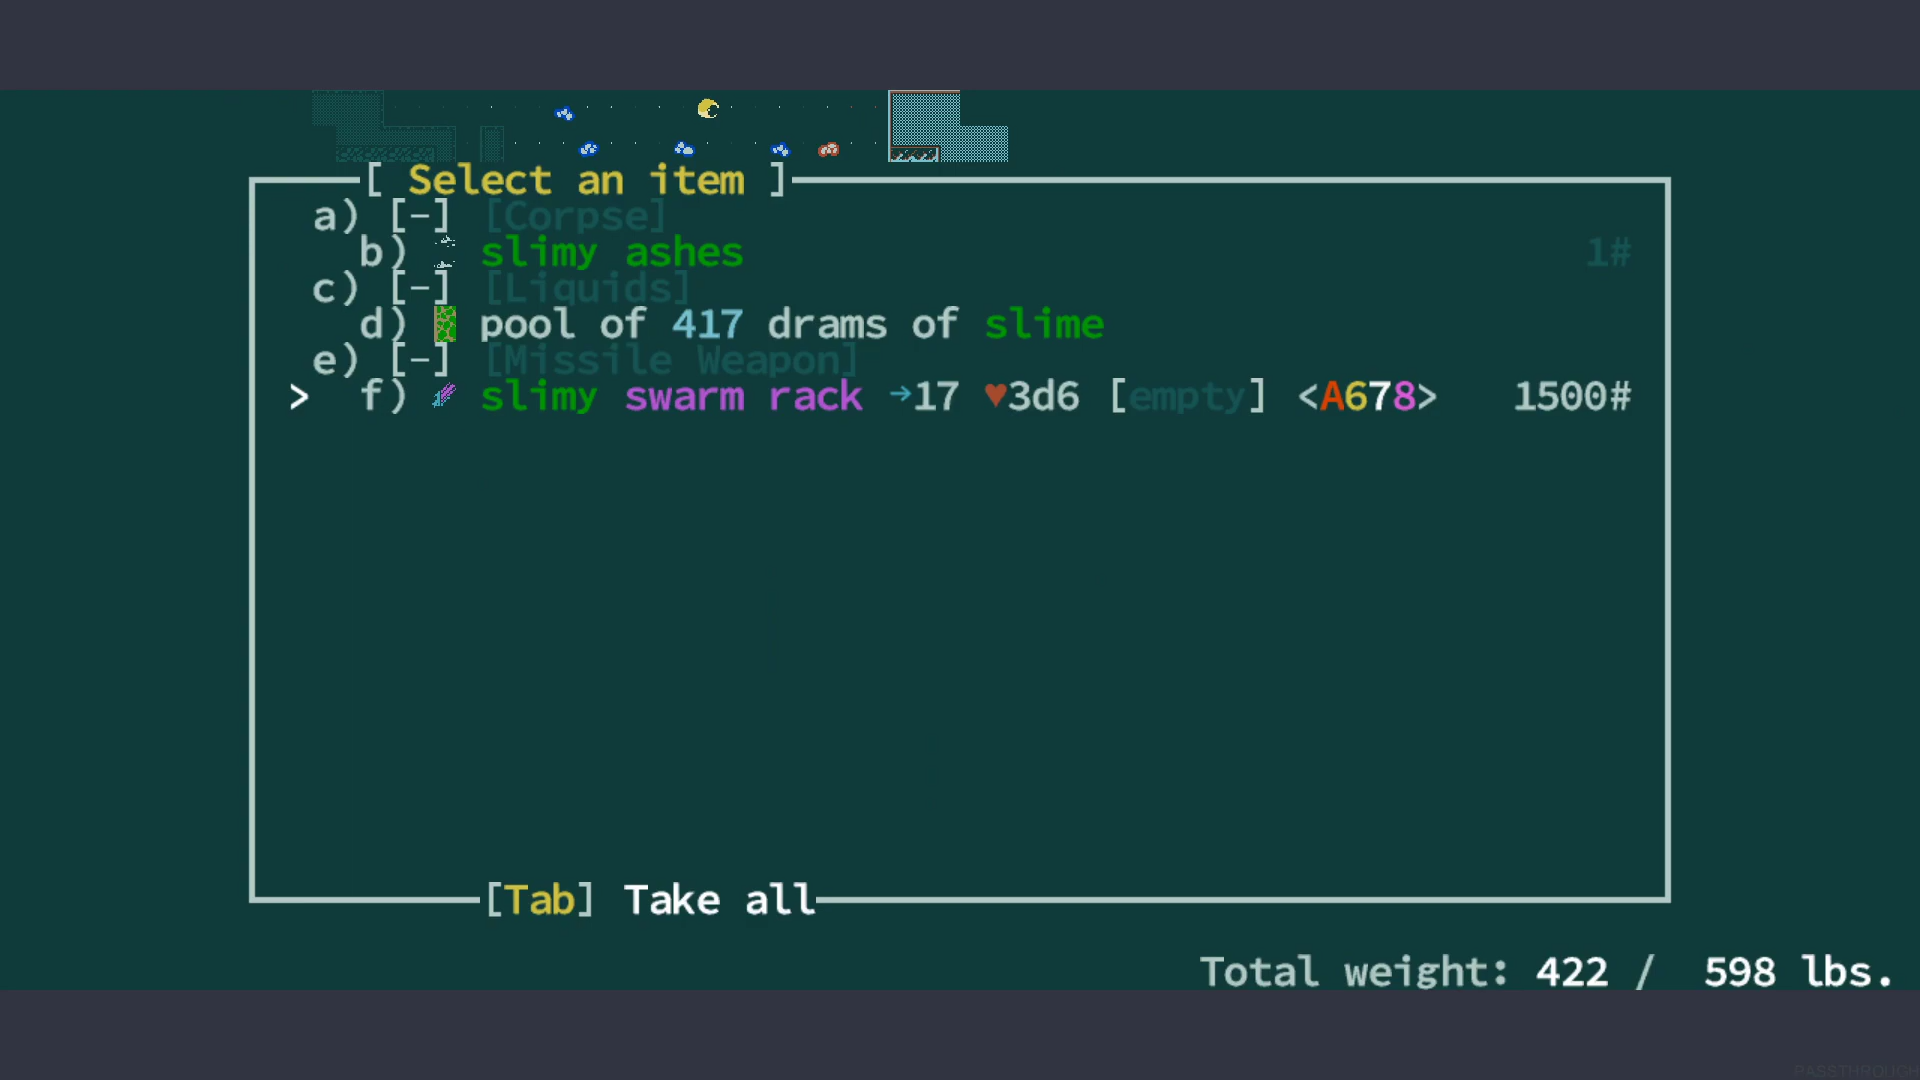 [ Select an item ]
a) [-] [Corpse]
b) slimy ashes 1#
c) [-] [Liquids]
d) pool of 417 drams of slime
e) [-] [Missile Weapon]
> f) slimy swarm rack →17 ♥3d6 [empty] <A678> 1500#
[Tab] Take all
Total weight: 422 / 598 lbs.
PASSTHROUGH